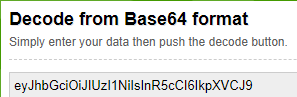 Decode from Base64 format
Simply enter your data then push the decode button.
eyJhbGciOiJIUzI1NiIsInR5cCI6IkpXVCJ9